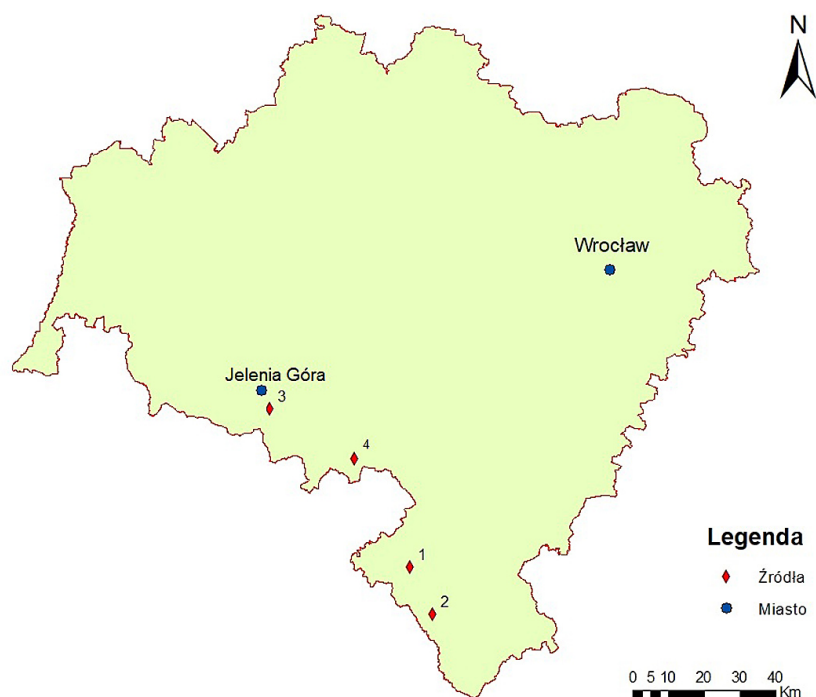 N
Wrocław
Jelenia Góra
3
4
1
2
Legenda
Źródła
Miasto
0 5 10 20 30 40
Km